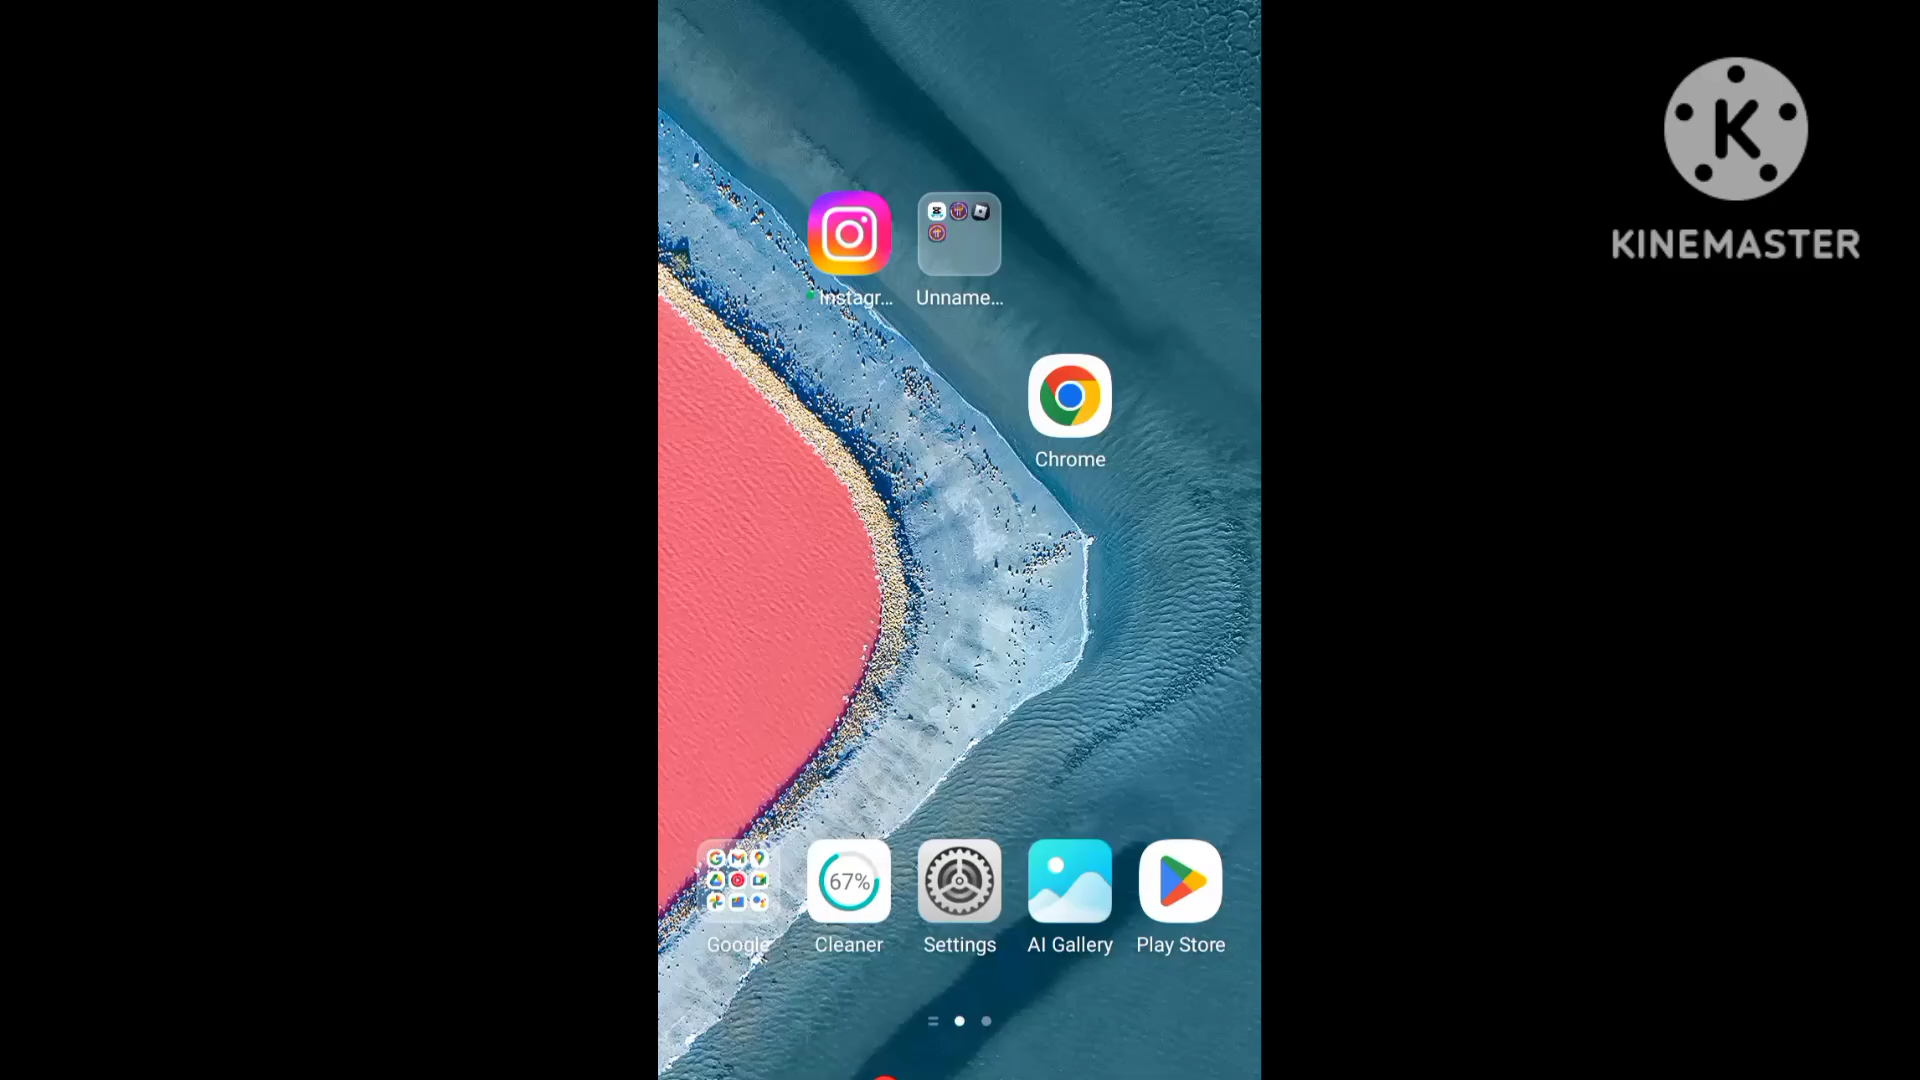 K
KINEMASTER
Instagr... Unname...
Chrome
67%
Google Cleaner Settings AI Gallery Play Store